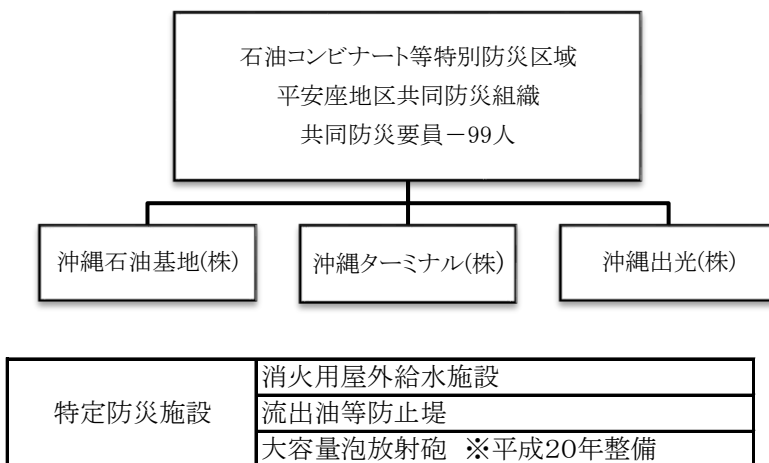 石油コンビナート等特別防災区域
平安座地区共同防災組織
共同防災要員－99人
沖縄石油基地(株)
沖縄ターミナル(株)
沖縄出光(株)
特定防災施設
消火用屋外給水施設
流出油等防止堤
大容量泡放射砲 ※平成20年整備